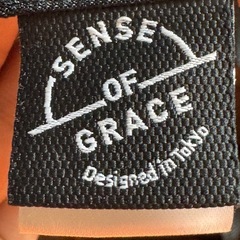 SENSE
OF
GRACE
Designed in Tokyo